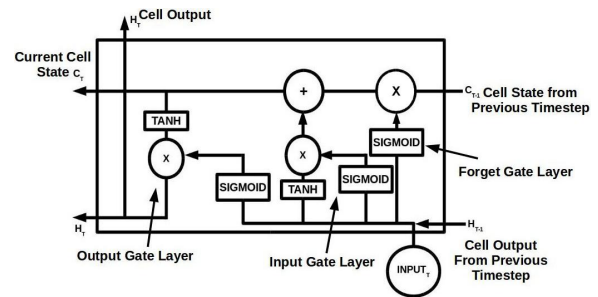 H_T Cell Output
Current Cell
State C_T
C_T-1 Cell State from
Previous Timestep
+
X
TANH
X
X
SIGMOID
SIGMOID
TANH
SIGMOID
Forget Gate Layer
H_T
H_T-1
Output Gate Layer
Input Gate Layer
Cell Output
From Previous
Timestep
INPUT_T